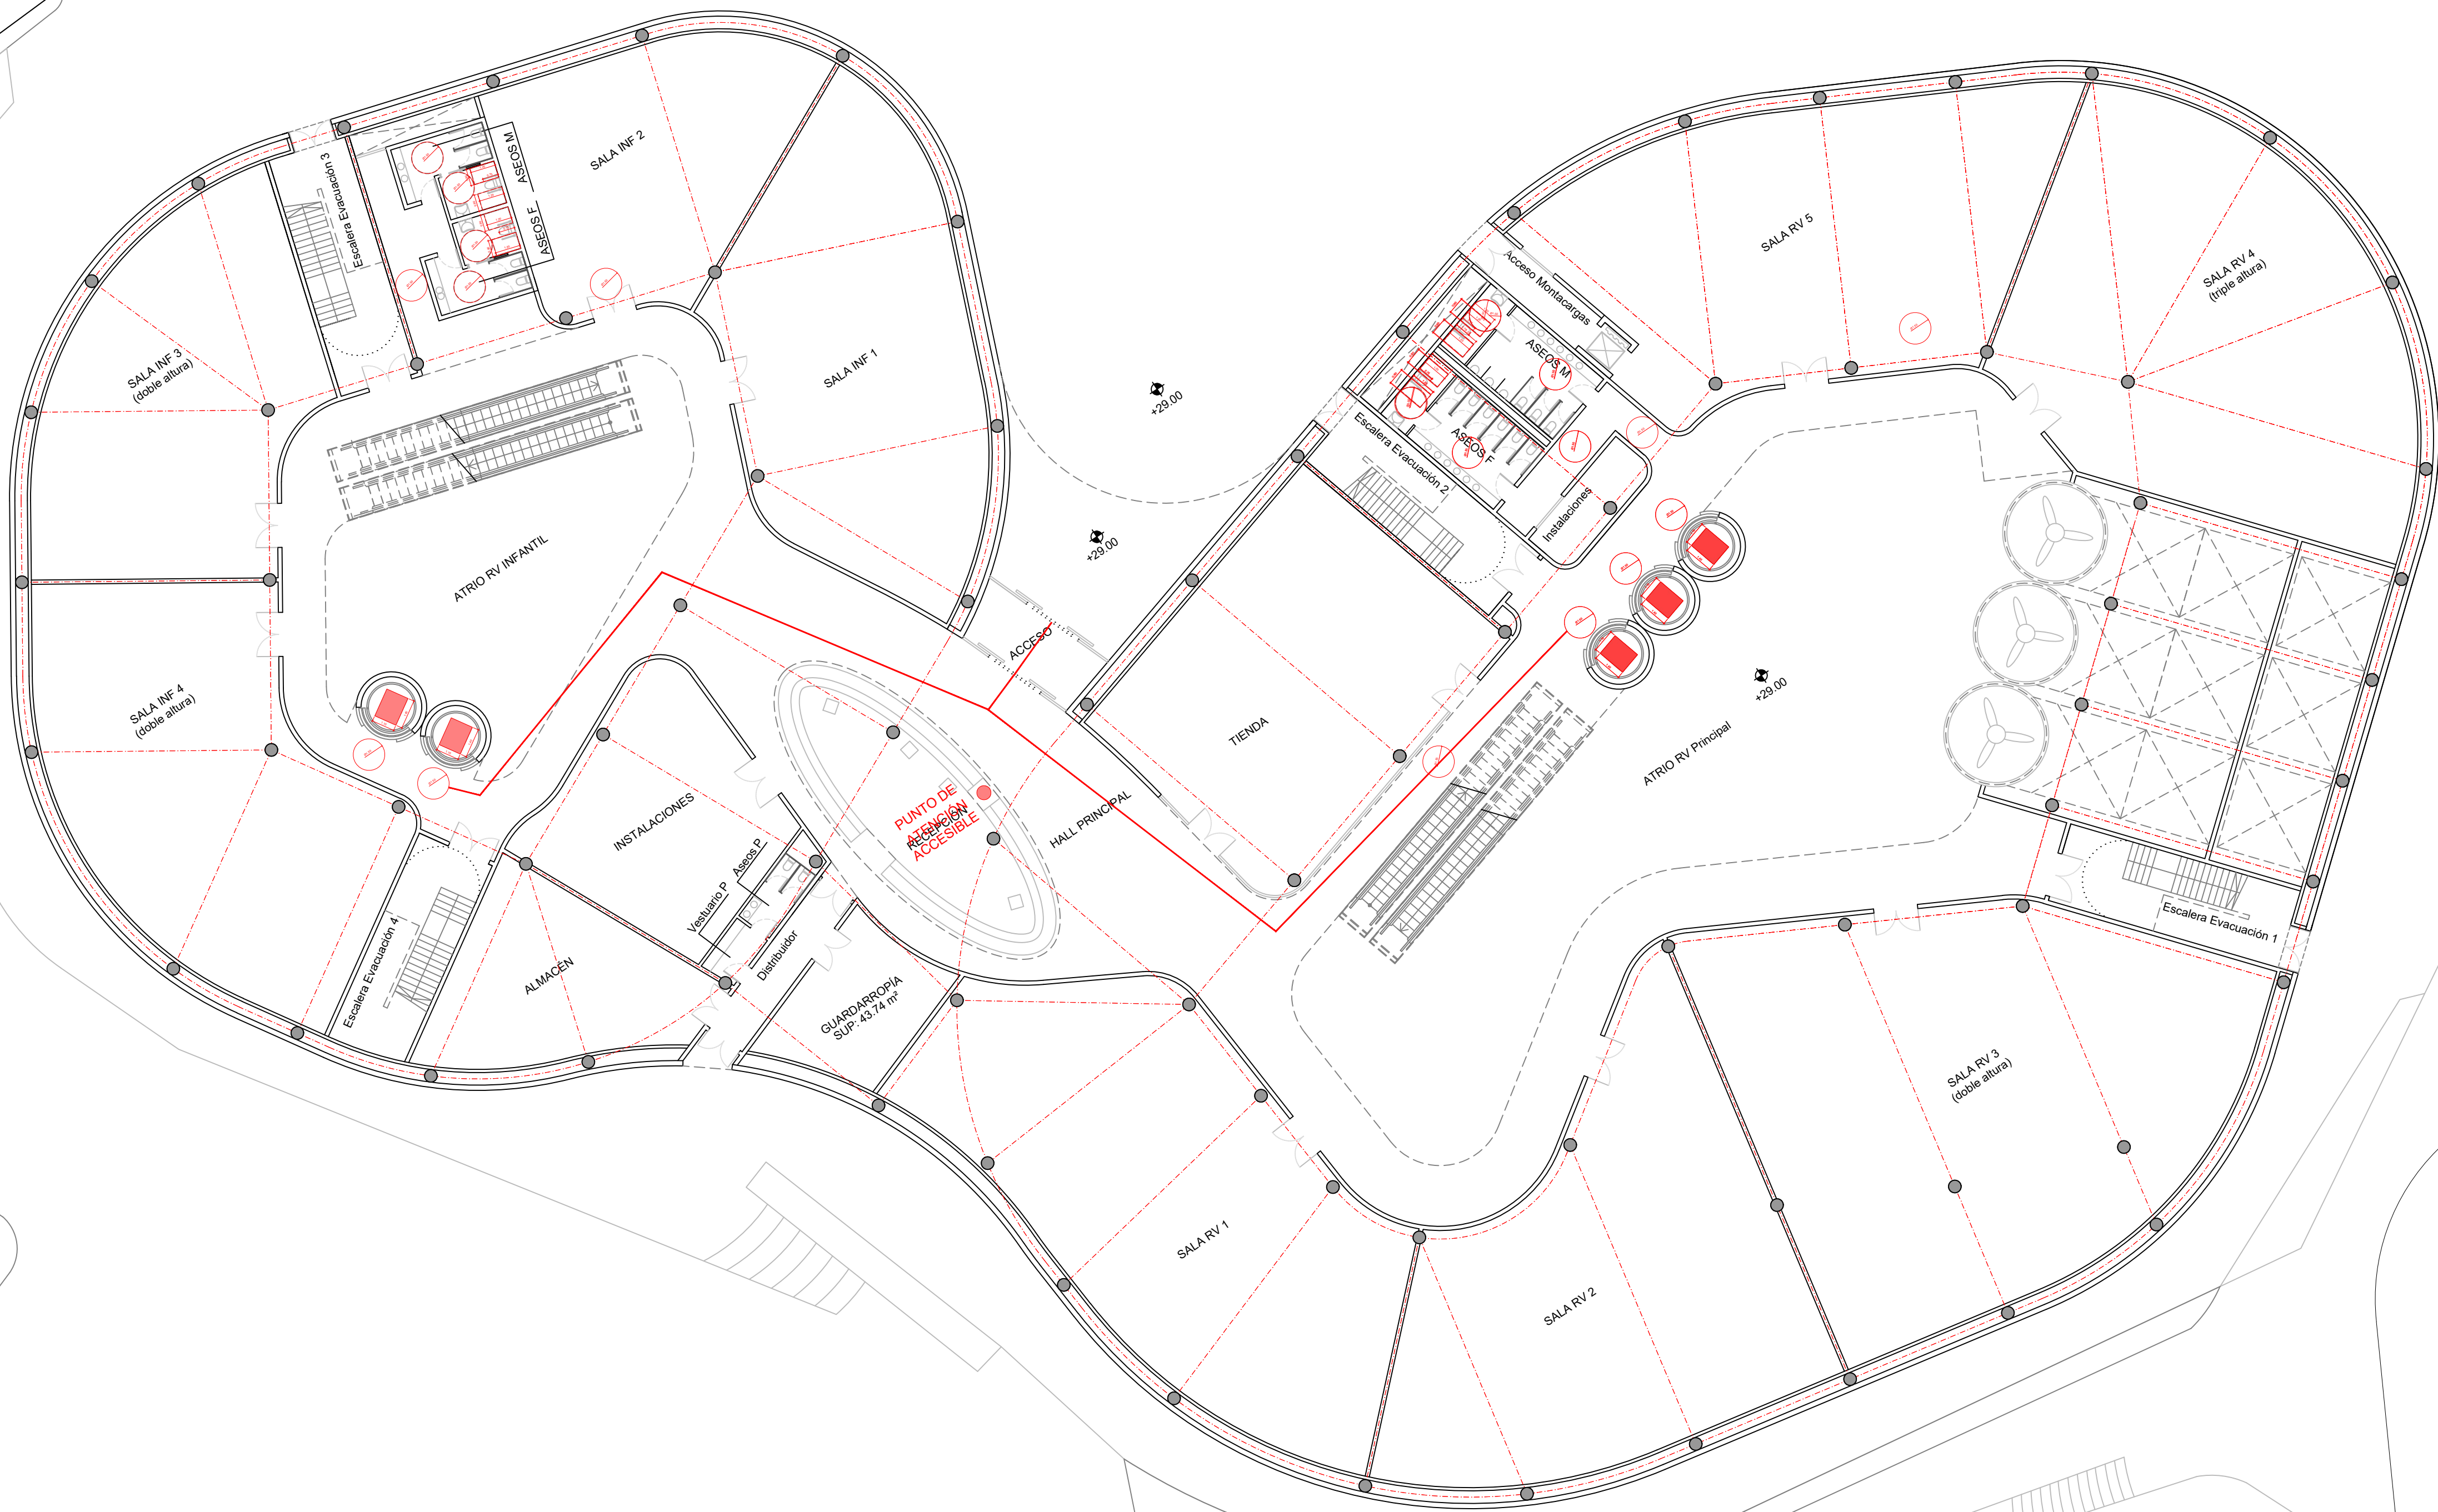 SALA INF 2
ASEOS M
ASEOS F
Escalera Evacuación 3
SALA INF 3
(doble altura)
SALA INF 1
+29.00
+29.00
ATRIO RV INFANTIL
SALA INF 4
(doble altura)
ACCESO
SALA RV 5
SALA RV 4
(triple altura)
Acceso Montacargas
ASEOS M
ASEOS F
Escalera Evacuación 2
Instalaciones
TIENDA
+29.00
ATRIO RV Principal
INSTALACIONES
PUNTO DE
ATENCIÓN
ACCESIBLE
RECEPCIÓN
HALL PRINCIPAL
Aseos P
Vestuario P
Distribuidor
ALMACÉN
Escalera Evacuación 4
GUARDARROPÍA
SUP: 43.74 m²
Escalera Evacuación 1
SALA RV 3
(doble altura)
SALA RV 1
SALA RV 2